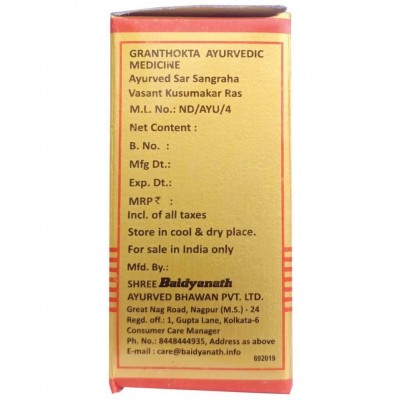 GRANTHOKTA AYURVEDIC
MEDICINE
Ayurved Sar Sangraha
Vasant Kusumakar Ras
M.L. No.: ND/AYU/4
Net Content :
B. No. :
Mfg Dt.:
Exp. Dt.:
MRP ₹ :
Incl. of all taxes
Store in cool & dry place.
For sale in India only
Mfd. By.:
SHREE Baidyanath
AYURVED BHAWAN PVT. LTD.
Great Nag Road, Nagpur (M.S.) - 24
Regd. off.: 1, Gupta Lane, Kolkata-6
Consumer Care Manager
Ph. No.: 8448444935, Address as above
E-mail : care@baidyanath.info
692019